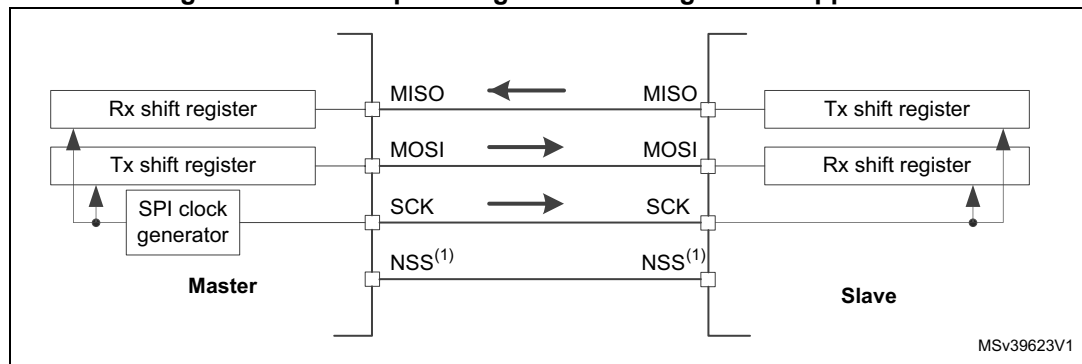 MISO MISO
Rx shift register Tx shift register
MOSI MOSI
Tx shift register Rx shift register
SCK SCK
SPI clock
generator
NSS(1) NSS(1)
Master
Slave
MSv39623V1